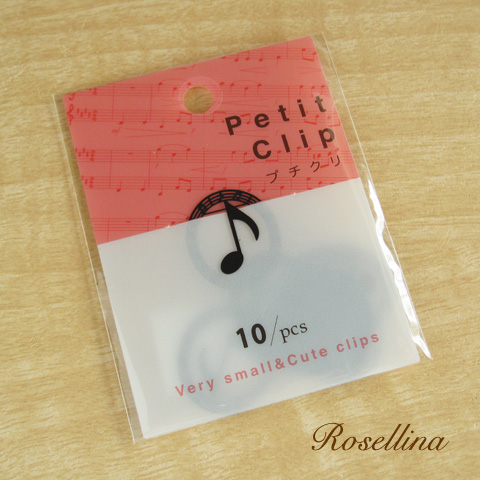 Petit
Clip
プチクリ
10/pcs
Very small&Cute clips
Rosellina